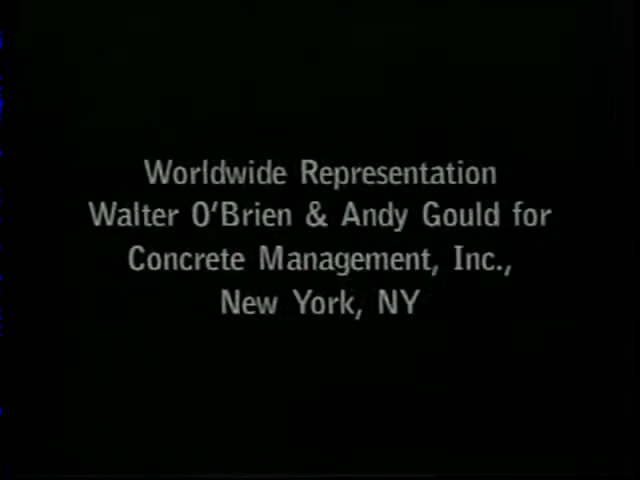 Worldwide Representation
Walter O‘Brien & Andy Gould for
Concrete Management, Inc.,
New York, NY